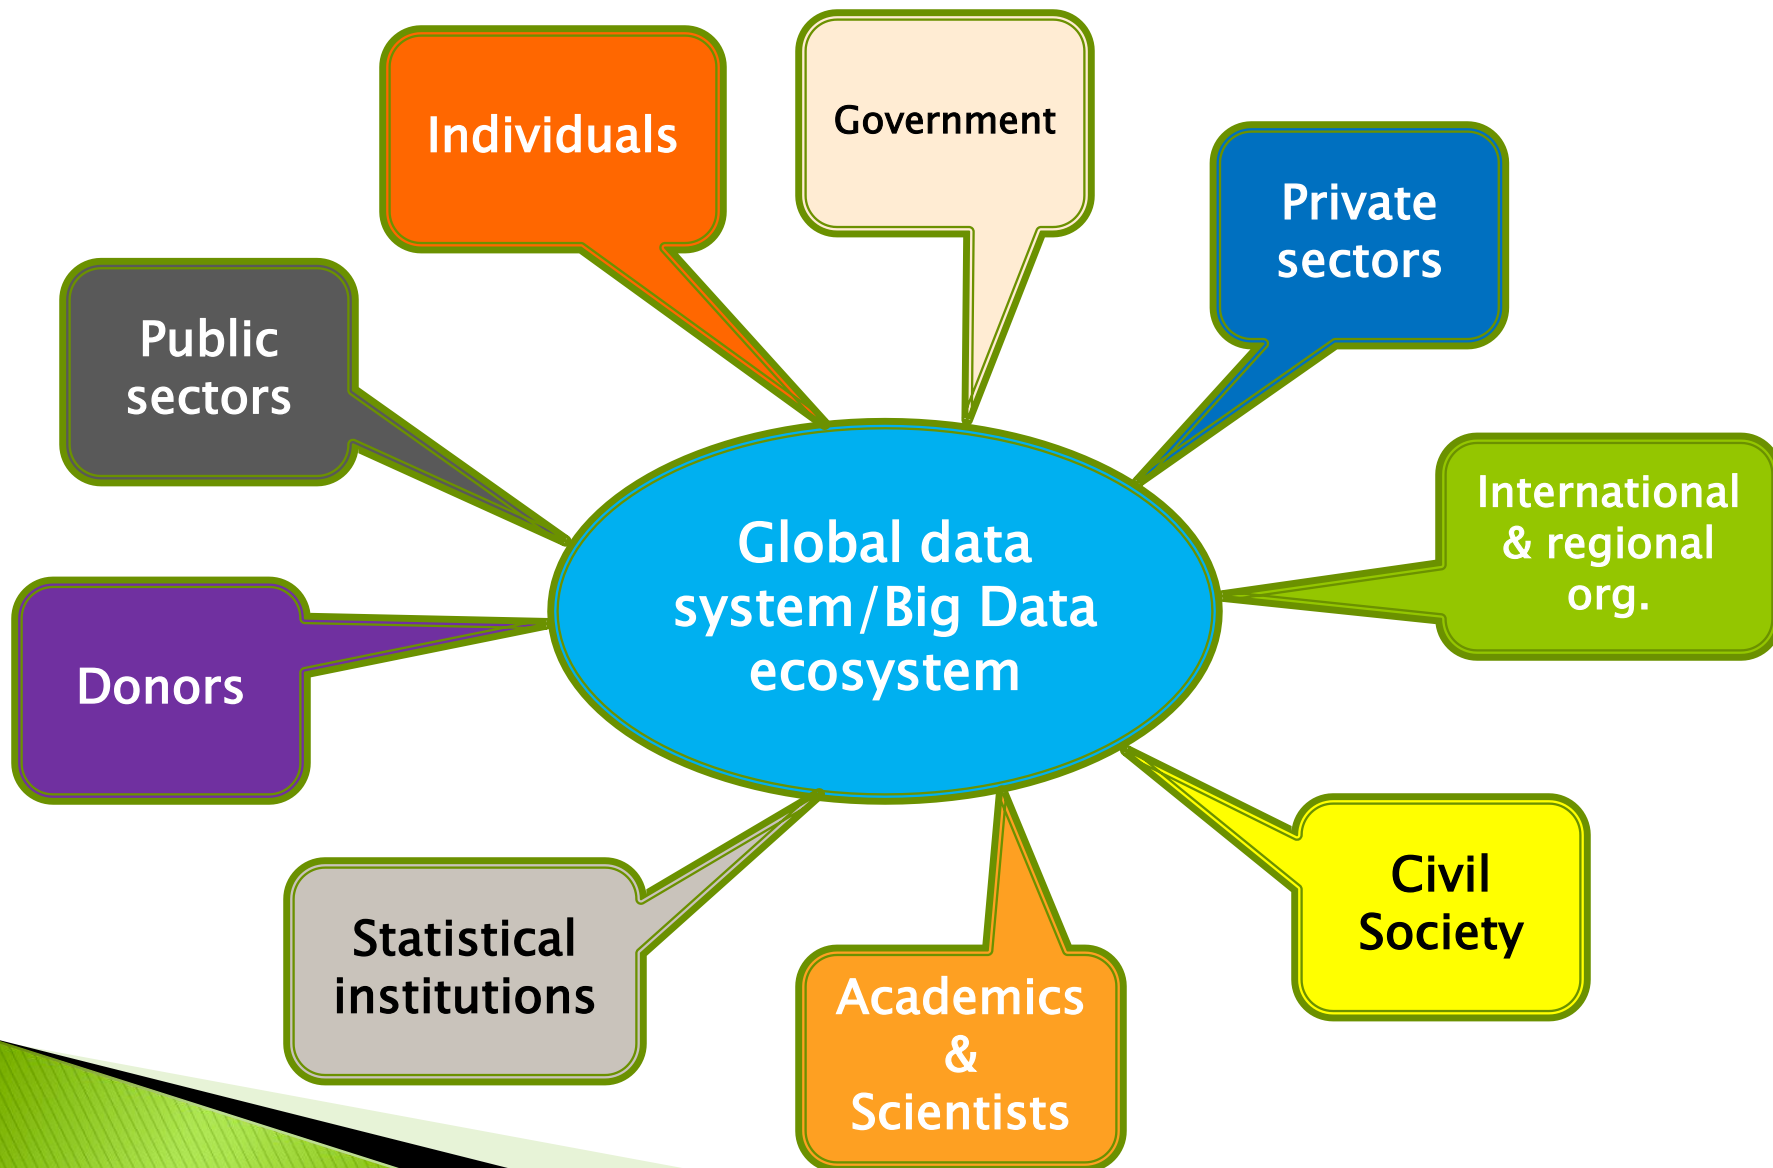 Individuals
Government
Private
sectors
Public
sectors
International
& regional
org.
Global data
system/Big Data
ecosystem
Donors
Civil
Society
Statistical
institutions
Academics
&
Scientists